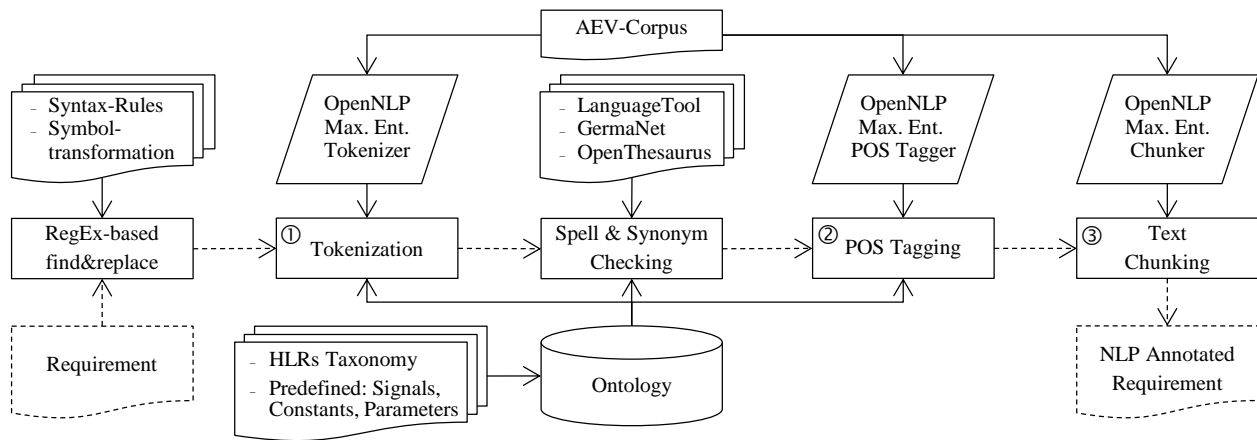 AEV-Corpus
– Syntax-Rules
– Symbol-
transformation
OpenNLP
Max. Ent.
Tokenizer
– LanguageTool
– GermaNet
– OpenThesaurus
OpenNLP
Max. Ent.
POS Tagger
OpenNLP
Max. Ent.
Chunker
RegEx-based
find&replace
① Tokenization
Spell & Synonym
Checking
② POS Tagging
③ Text
Chunking
Requirement
– HLRs Taxonomy
– Predefined: Signals,
Constants, Parameters
Ontology
NLP Annotated
Requirement